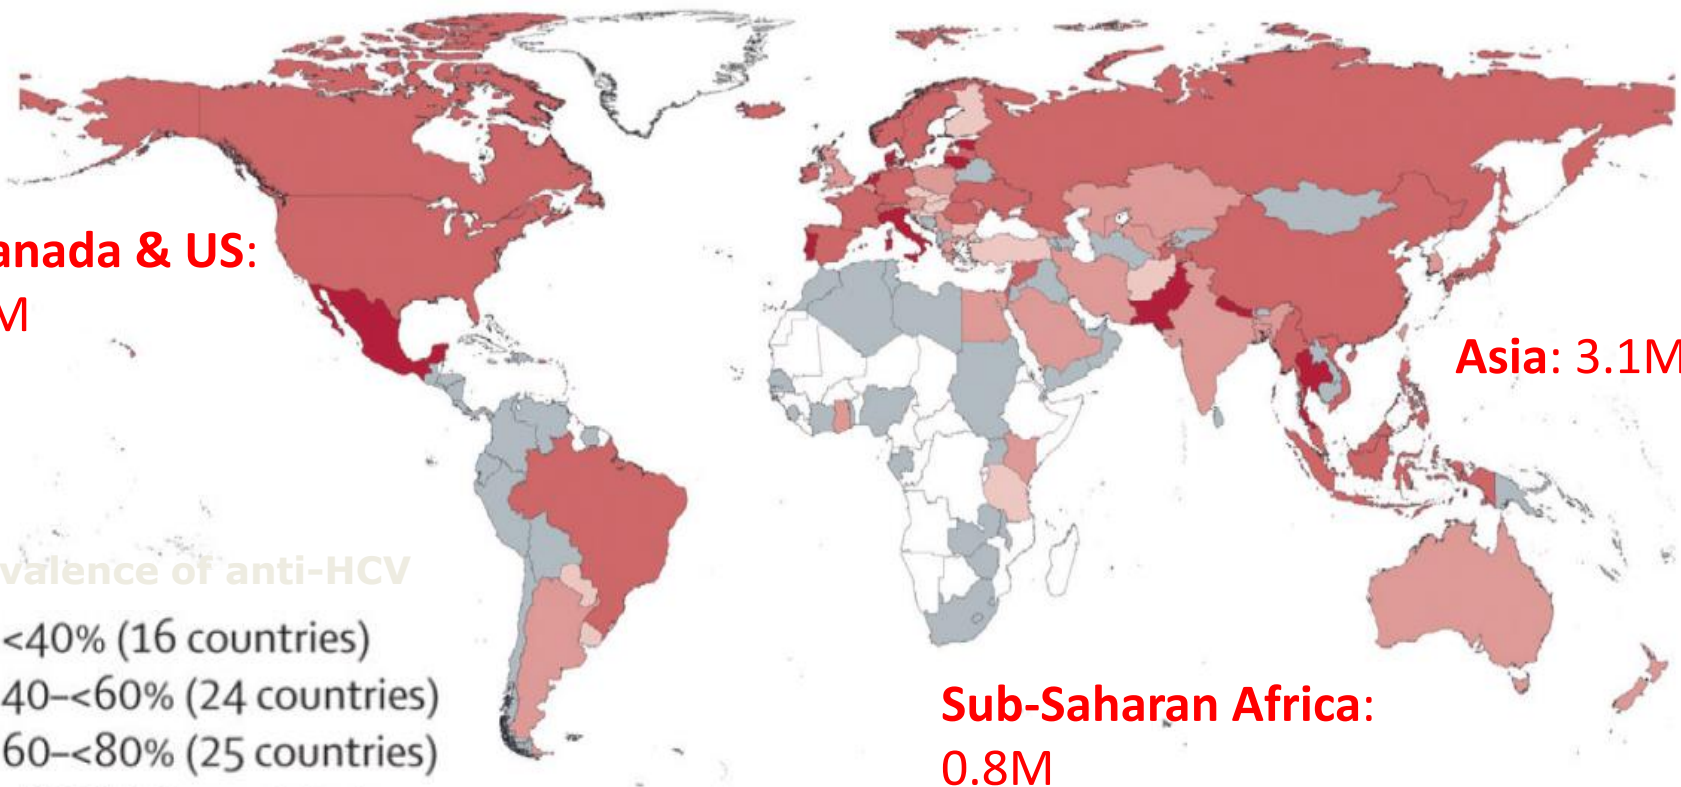 anada & US:
M
Asia: 3.1M
valence of anti-HCV
<40% (16 countries)
40–<60% (24 countries)
60–<80% (25 countries)
Sub-Saharan Africa:
0.8M